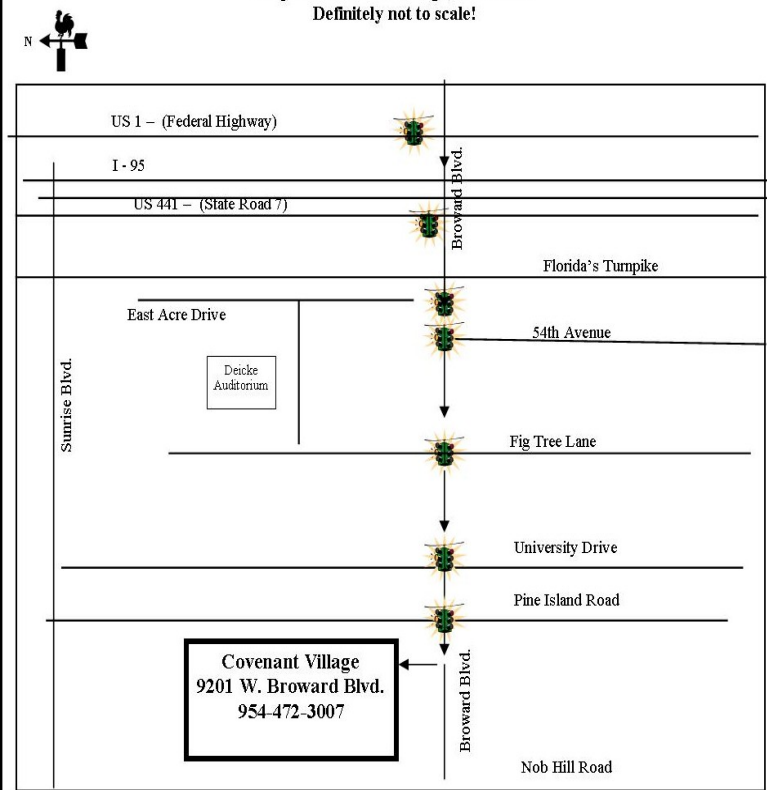 Definitely not to scale!
N
US 1 – (Federal Highway)
I - 95
Broward Blvd.
US 441 – (State Road 7)
Florida's Turnpike
East Acre Drive
54th Avenue
Deicke
Auditorium
Sunrise Blvd.
Fig Tree Lane
University Drive
Pine Island Road
Covenant Village
9201 W. Broward Blvd.
954-472-3007
Broward Blvd.
Nob Hill Road